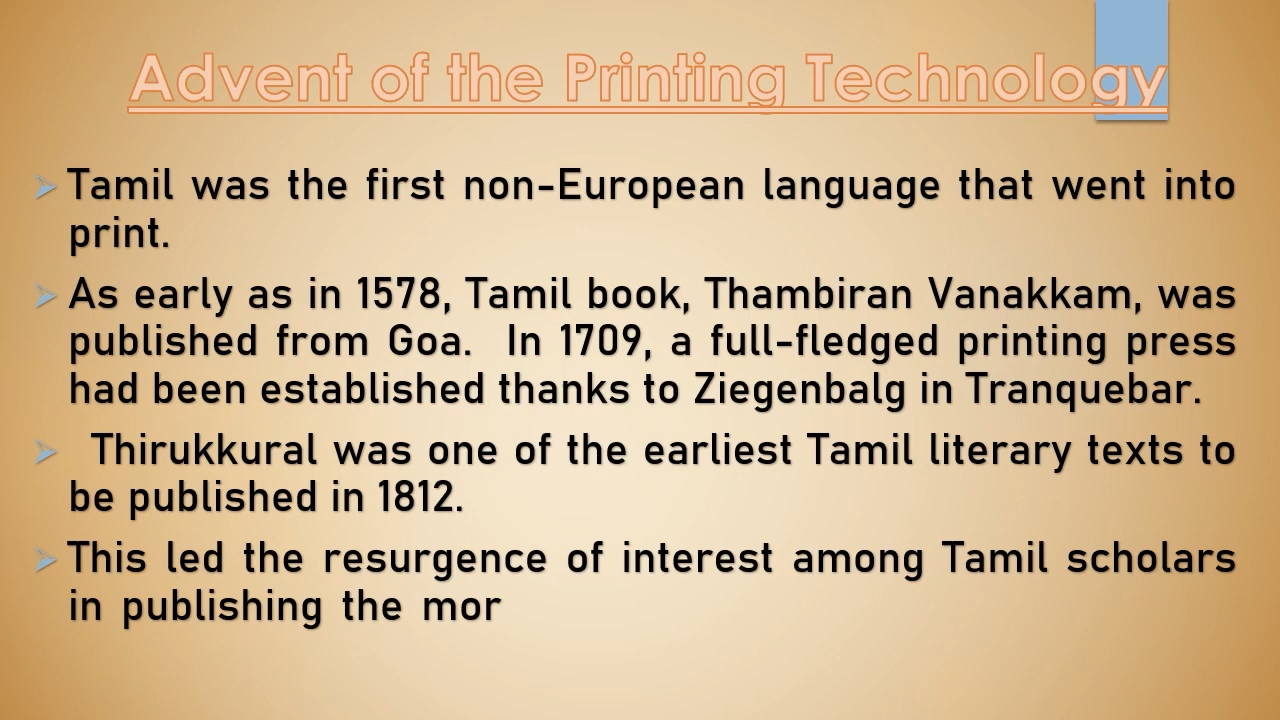 Advent of the Printing Technology
Tamil was the first non-European language that went into
print.
As early as in 1578, Tamil book, Thambiran Vanakkam, was
published from Goa. In 1709, a full-fledged printing press
had been established thanks to Ziegenbalg in Tranquebar.
Thirukkural was one of the earliest Tamil literary texts to
be published in 1812.
This led the resurgence of interest among Tamil scholars
in publishing the mor